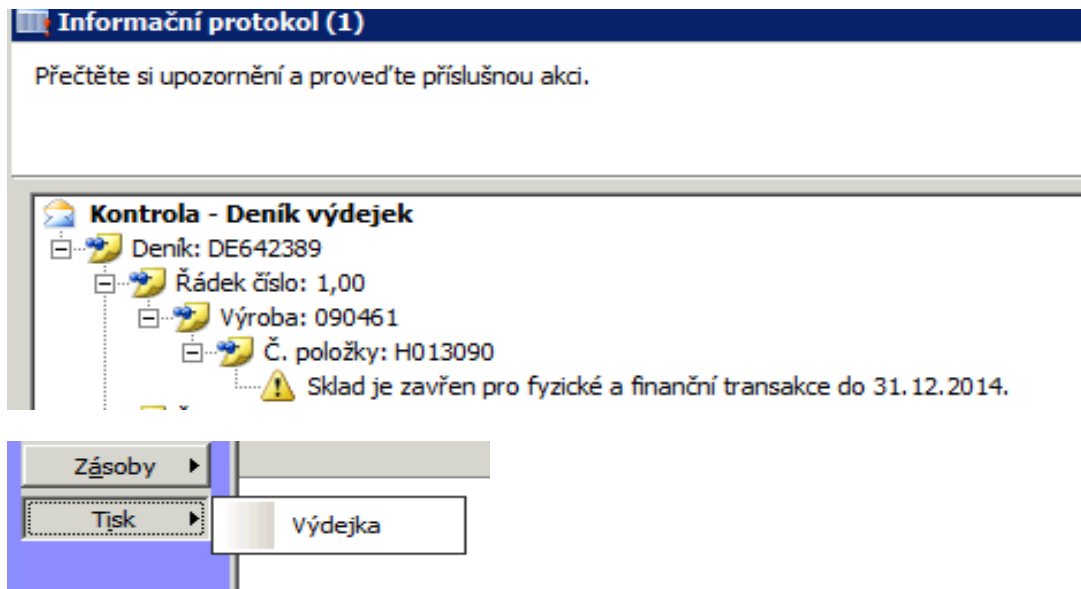 Informační protokol (1)
Přečtěte si upozornění a proveďte příslušnou akci.
Kontrola - Deník výdejek
Deník: DE642389
Řádek číslo: 1,00
Výroba: 090461
Č. položky: H013090
Sklad je zavřen pro fyzické a finanční transakce do 31.12.2014.
Zásoby
Tisk
Výdejka